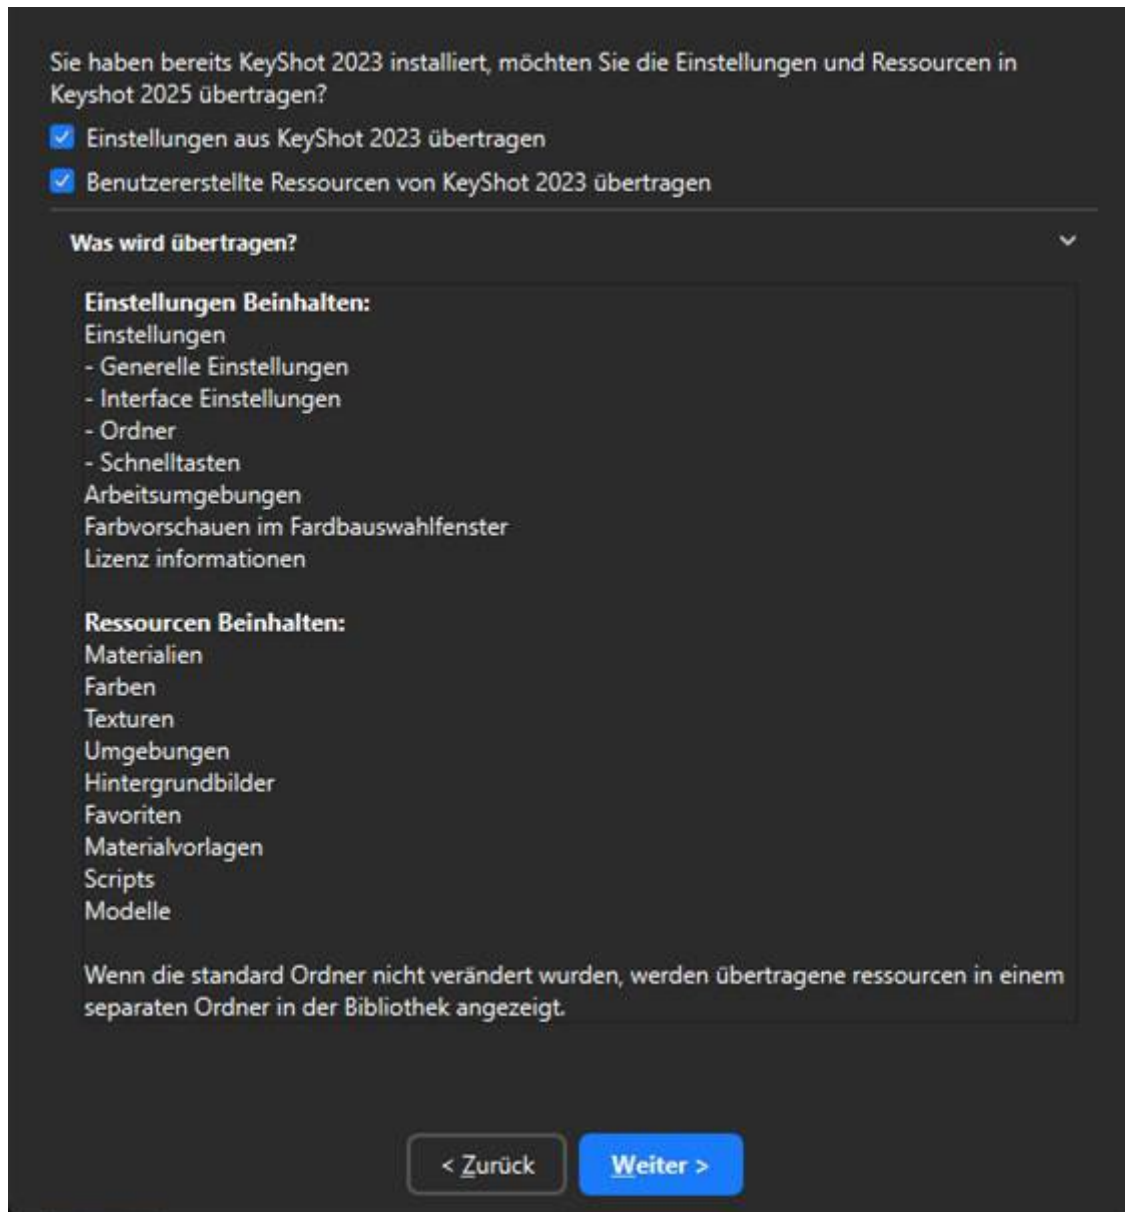 Sie haben bereits KeyShot 2023 installiert, möchten Sie die Einstellungen und Ressourcen in
Keyshot 2025 übertragen?
Einstellungen aus KeyShot 2023 übertragen
Benutzererstellte Ressourcen von KeyShot 2023 übertragen
Was wird übertragen?
Einstellungen Beinhalten:
Einstellungen
- Generelle Einstellungen
- Interface Einstellungen
- Ordner
- Schnelltasten
Arbeitsumgebungen
Farbvorschauen im Fardbauswahlfenster
Lizenz informationen
Ressourcen Beinhalten:
Materialien
Farben
Texturen
Umgebungen
Hintergrundbilder
Favoriten
Materialvorlagen
Scripts
Modelle
Wenn die standard Ordner nicht verändert wurden, werden übertragene ressourcen in einem
separaten Ordner in der Bibliothek angezeigt.
< Zurück
Weiter >